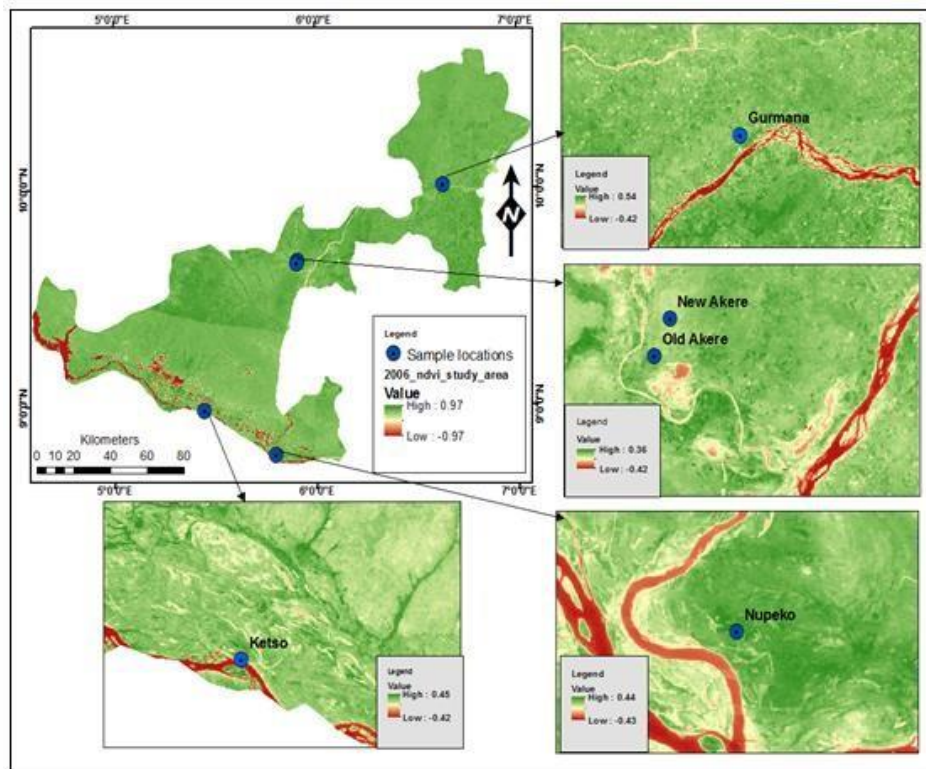 5°0'0"E 6°0'0"E 7°0'0"E
10°0'0"N
10°0'0"N
9°0'0"N
9°0'0"N
N
Legend
Sample locations
2006_ndvi_study_area
Value
High : 0.97
Low : -0.97
Kilometers
0 10 20 40 60 80
5°0'0"E 6°0'0"E 7°0'0"E
Gurmana
Legend
Value
High : 0.54
Low : -0.42
New Akere
Old Akere
Legend
Value
High : 0.36
Low : -0.42
Ketso
Legend
Value
High : 0.45
Low : -0.42
Nupeko
Legend
Value
High : 0.44
Low : -0.43